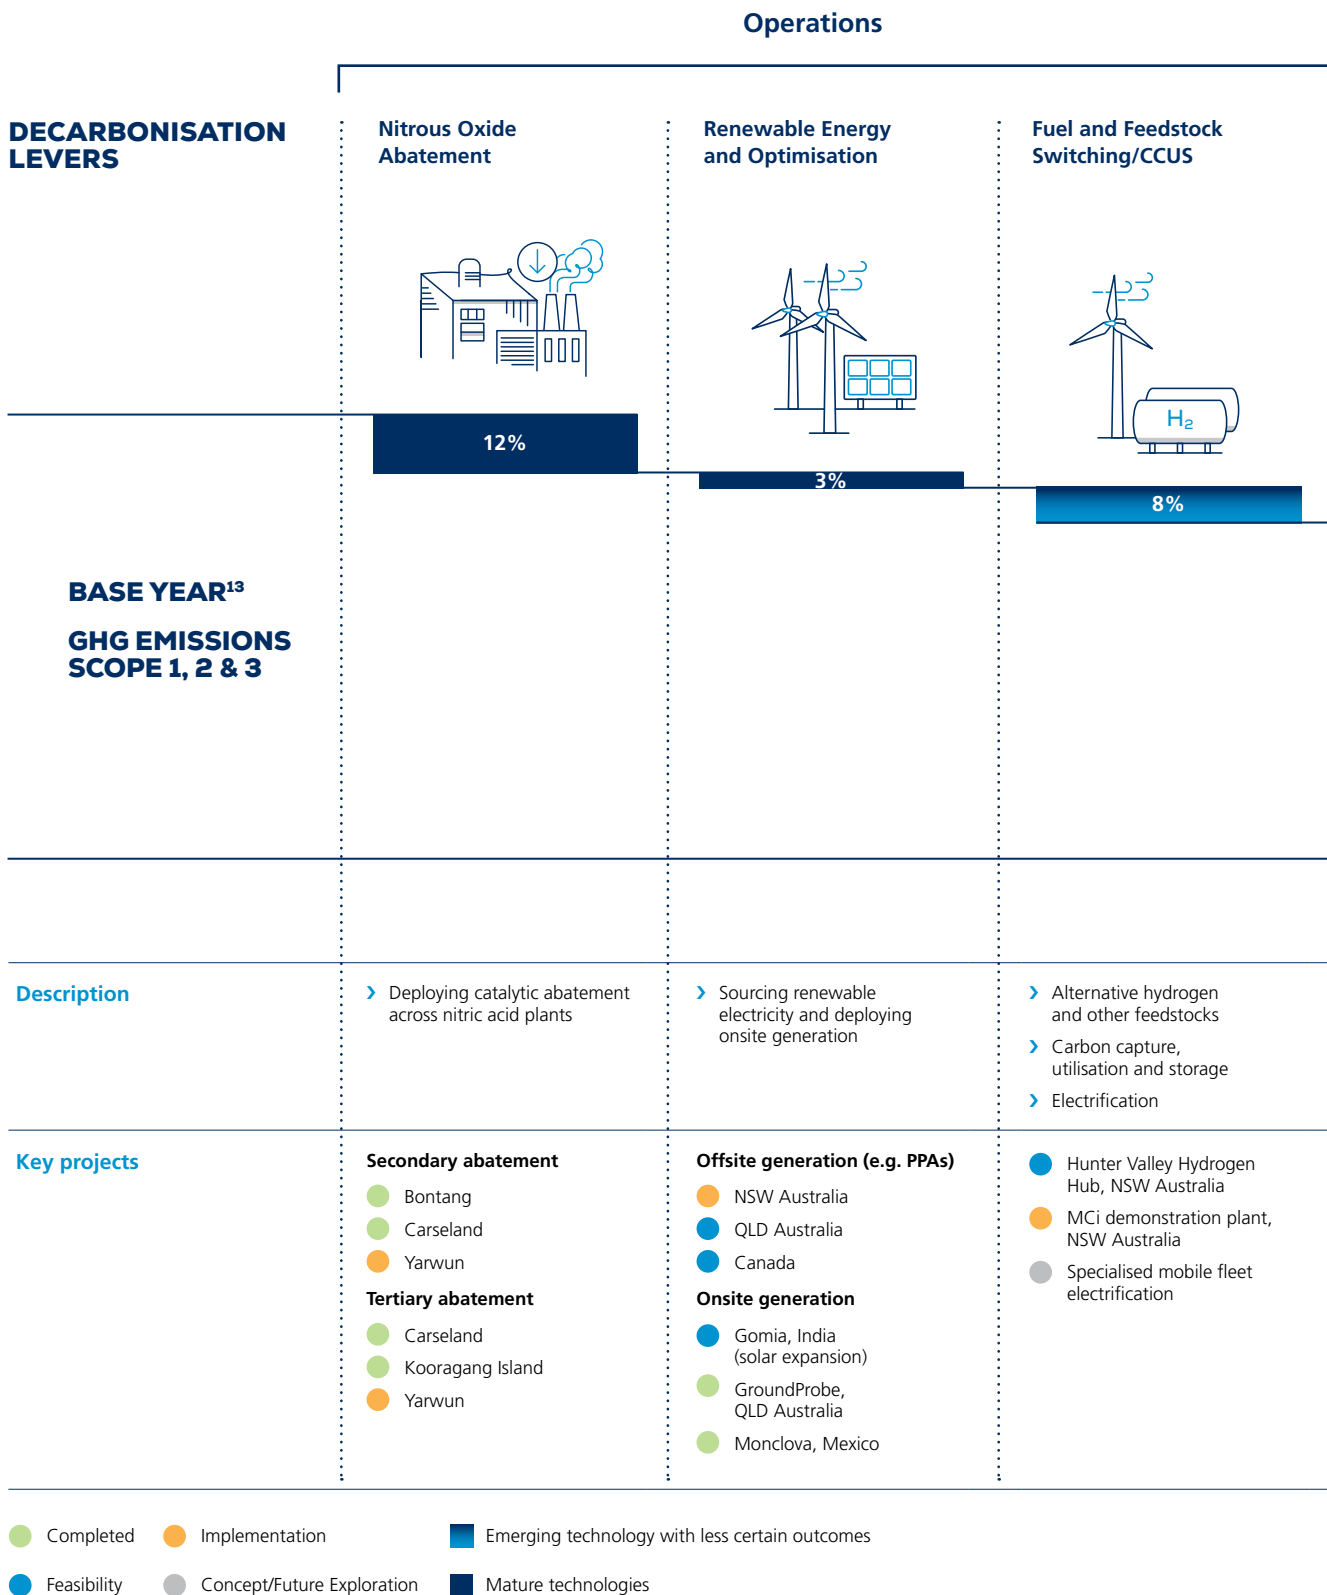 Operations
DECARBONISATION
LEVERS
Nitrous Oxide
Abatement
Renewable Energy
and Optimisation
Fuel and Feedstock
Switching/CCUS
H₂
12%
3%
8%
BASE YEAR¹³
GHG EMISSIONS
SCOPE 1, 2 & 3
Description
› Deploying catalytic abatement
across nitric acid plants
› Sourcing renewable
electricity and deploying
onsite generation
› Alternative hydrogen
and other feedstocks
› Carbon capture,
utilisation and storage
› Electrification
Key projects
Secondary abatement
Bontang
Carseland
Yarwun
Tertiary abatement
Carseland
Kooragang Island
Yarwun
Offsite generation (e.g. PPAs)
NSW Australia
QLD Australia
Canada
Onsite generation
Gomia, India
(solar expansion)
GroundProbe,
QLD Australia
Monclova, Mexico
Hunter Valley Hydrogen
Hub, NSW Australia
MCi demonstration plant,
NSW Australia
Specialised mobile fleet
electrification
Completed
Implementation
Emerging technology with less certain outcomes
Feasibility
Concept/Future Exploration
Mature technologies